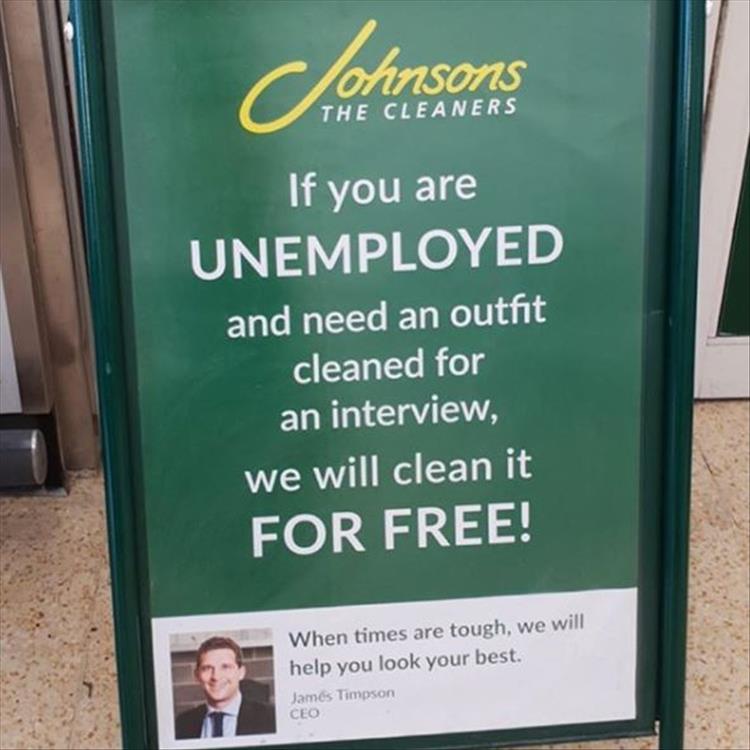 Johnsons
THE CLEANERS
If you are
UNEMPLOYED
and need an outfit
cleaned for
an interview,
we will clean it
FOR FREE!
When times are tough, we will
help you look your best.
James Timpson
CEO